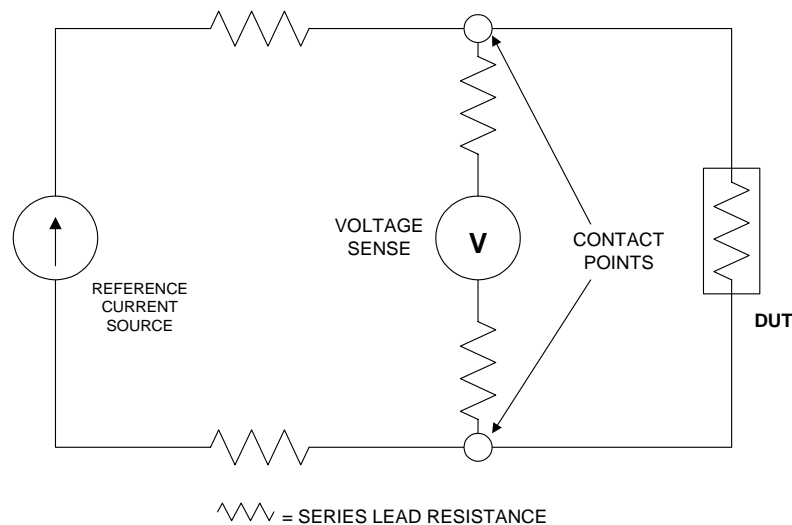 VOLTAGE
SENSE
V
CONTACT
POINTS
REFERENCE
CURRENT
SOURCE
DUT
= SERIES LEAD RESISTANCE